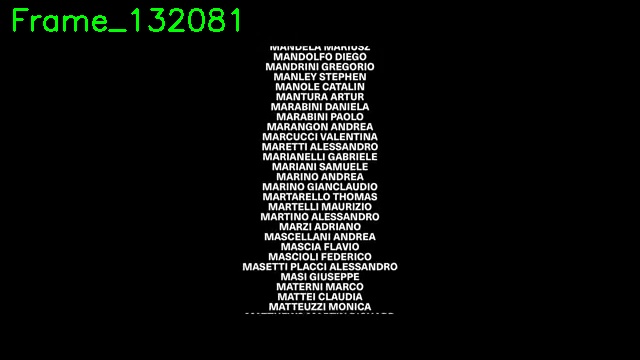 Frame_132081
MANDELA MARIUSZ
MANDOLFO DIEGO
MANDRINI GREGORIO
MANLEY STEPHEN
MANOLE CATALIN
MANTURA ARTUR
MARABINI DANIELA
MARABINI PAOLO
MARANGON ANDREA
MARCUCCI VALENTINA
MARETTI ALESSANDRO
MARIANELLI GABRIELE
MARIANI SAMUELE
MARINO ANDREA
MARINO GIANCLAUDIO
MARTARELLO THOMAS
MARTELLI MAURIZIO
MARTINO ALESSANDRO
MARZI ADRIANO
MASCELLANI ANDREA
MASCIA FLAVIO
MASCIOLI FEDERICO
MASETTI PLACCI ALESSANDRO
MASI GIUSEPPE
MATERNI MARCO
MATTEI CLAUDIA
MATTEUZZI MONICA